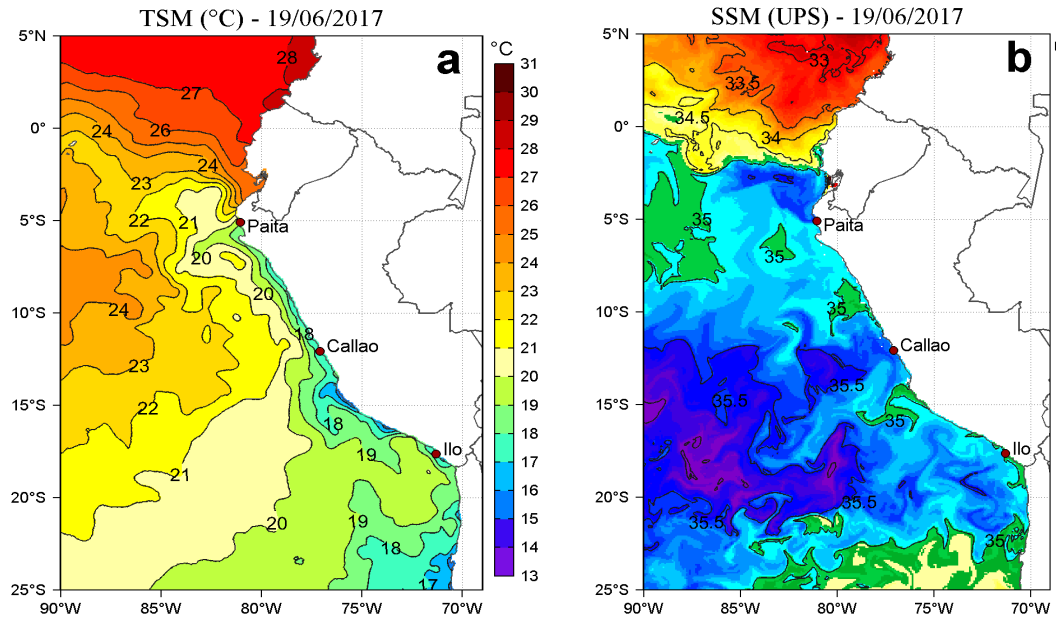 TSM (°C) - 19/06/2017
5°N
0°
5°S
10°S
15°S
20°S
25°S
90°W
85°W
80°W
75°W
70°W
a
28
27
26
24
24
23
22
21
20
20
18
24
23
22
21
20
18
19
19
18
17
Paita
Callao
Ilo
°C
31
30
29
28
27
26
25
24
23
22
21
20
19
18
17
16
15
14
13
SSM (UPS) - 19/06/2017
5°N
0°
5°S
10°S
15°S
20°S
25°S
90°W
85°W
80°W
75°W
70°W
b
33
33.5
34.5
34
35
35
35
35.5
35.5
35
35.5
35.5
35
Paita
Callao
Ilo